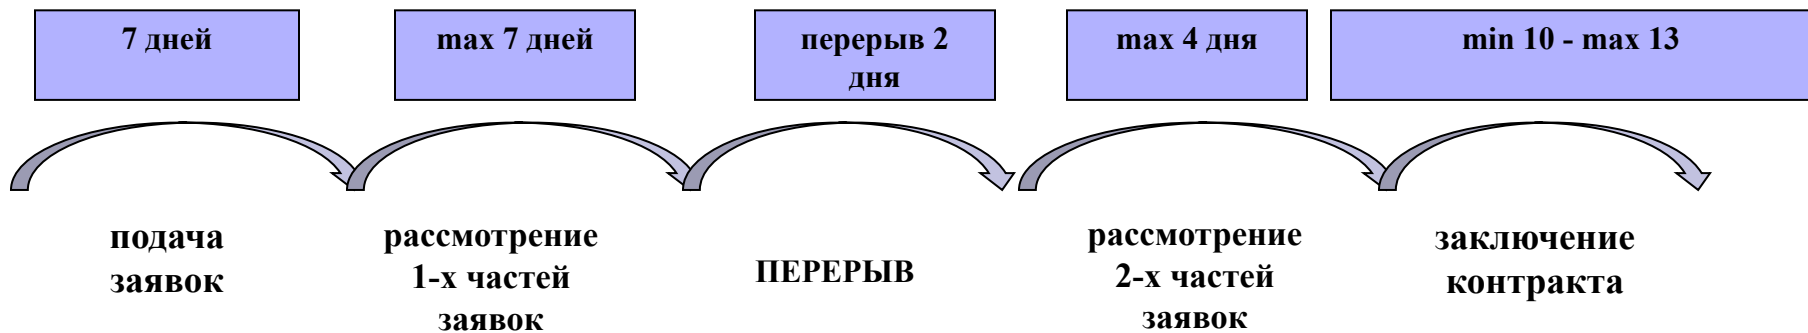 7 дней
max 7 дней
перерыв 2
дня
max 4 дня
min 10 - max 13
подача
заявок
рассмотрение
1-х частей
заявок
ПЕРЕРЫВ
рассмотрение
2-х частей
заявок
заключение
контракта